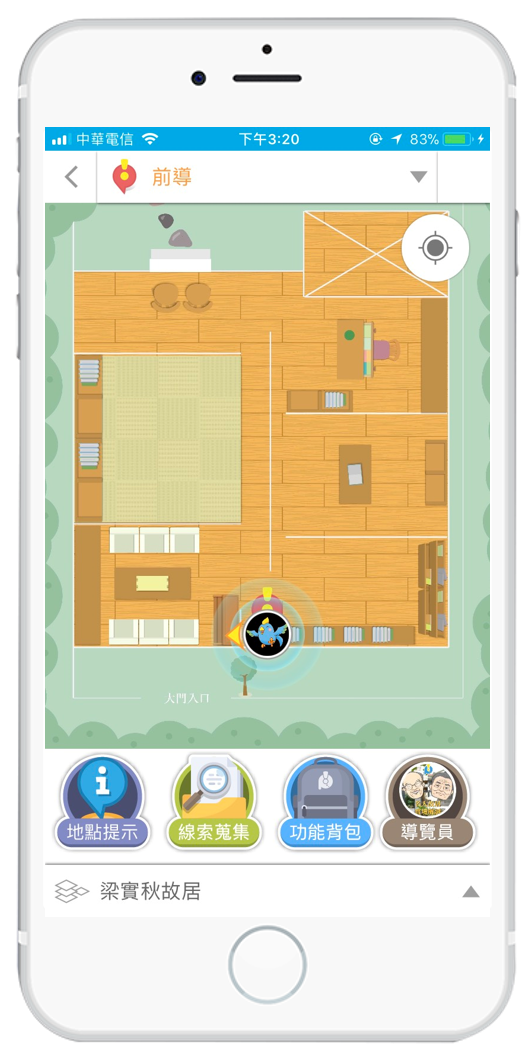 中華電信 下午3:20 83%
前導
大門入口
地點提示 線索蒐集 功能背包 導覽員
梁實秋故居